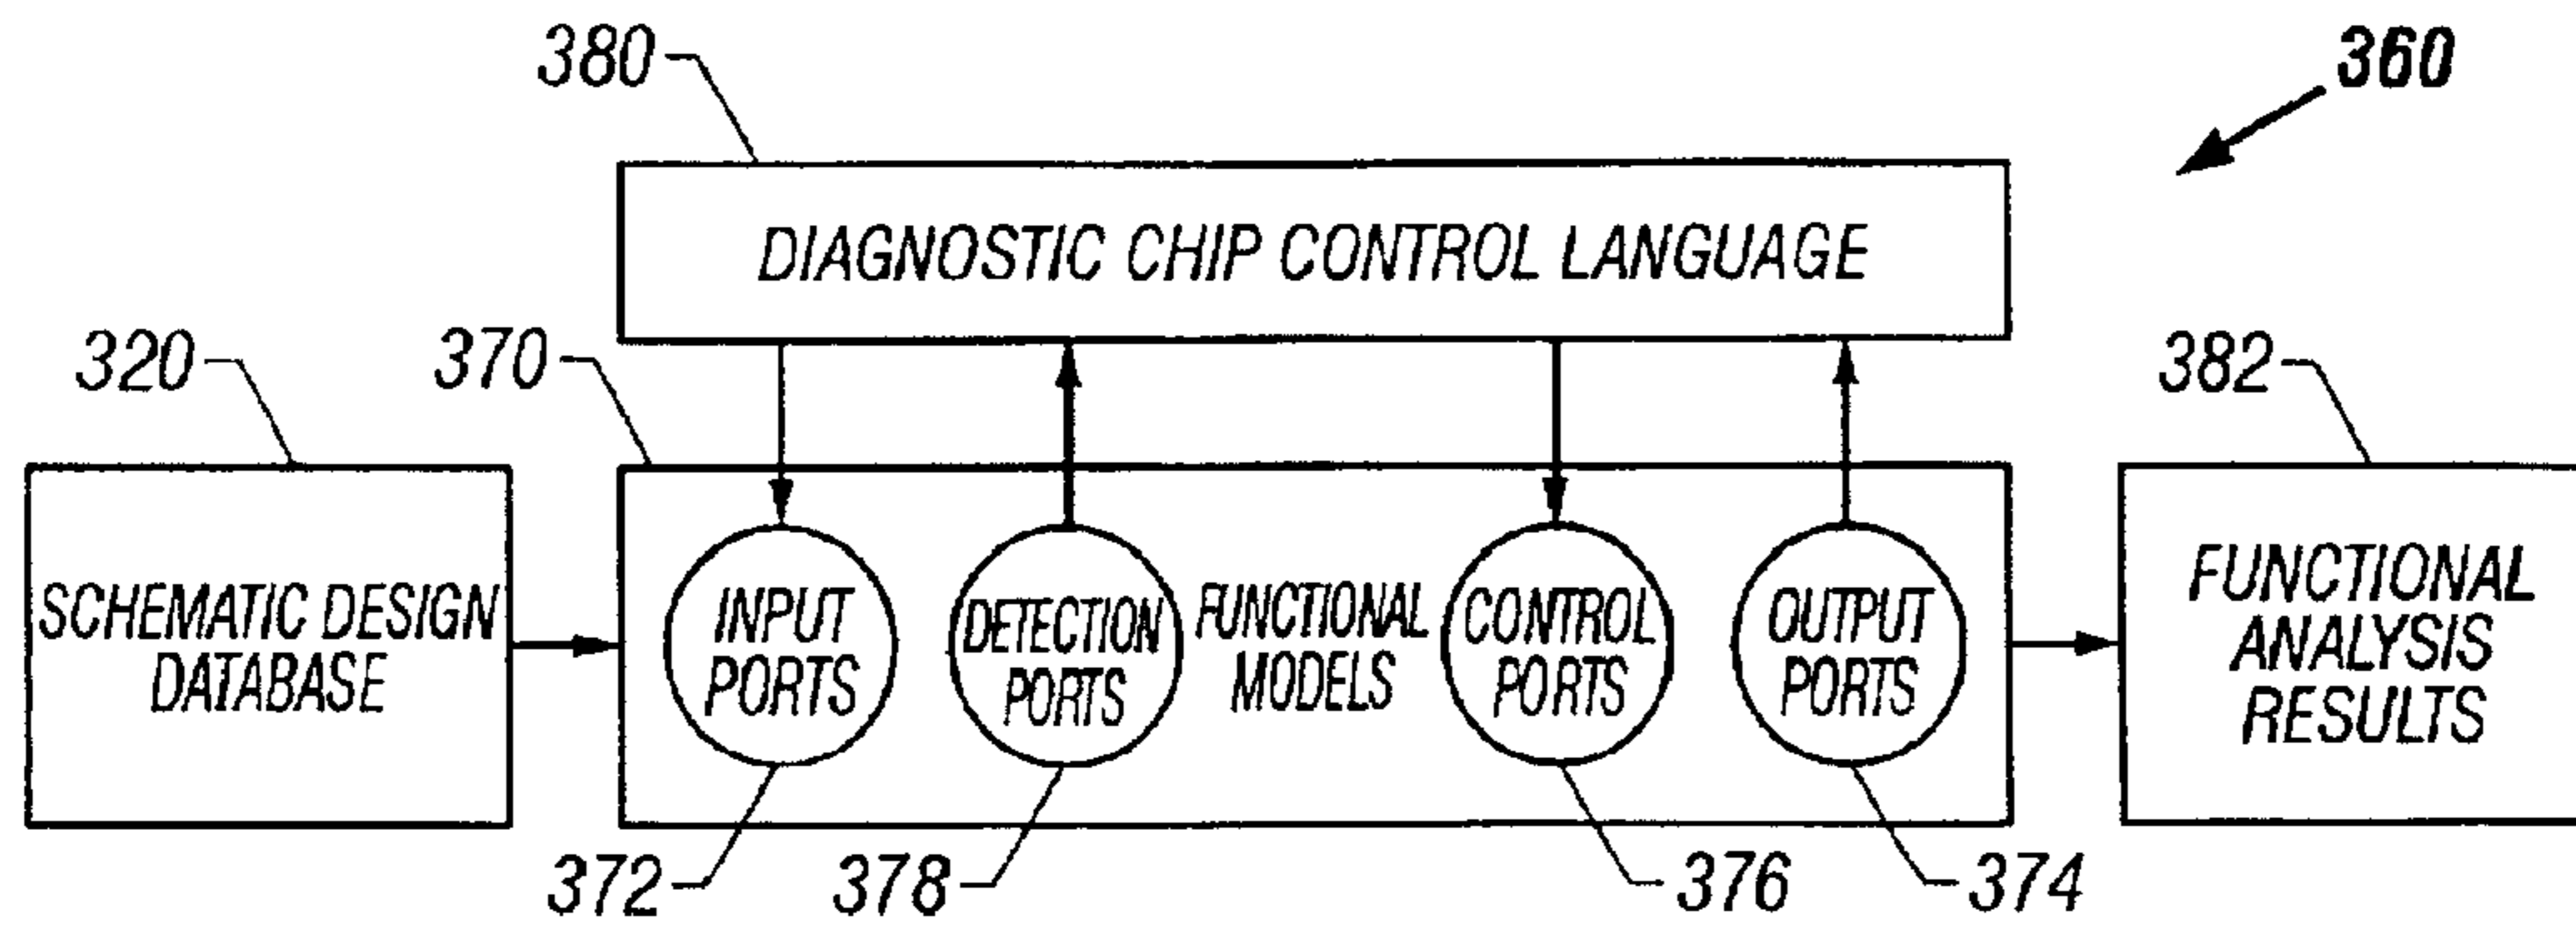 380
360
DIAGNOSTIC CHIP CONTROL LANGUAGE
320
370
382
SCHEMATIC DESIGN
DATABASE
INPUT
PORTS
DETECTION
PORTS
FUNCTIONAL
MODELS
CONTROL
PORTS
OUTPUT
PORTS
FUNCTIONAL
ANALYSIS
RESULTS
372
378
376
374